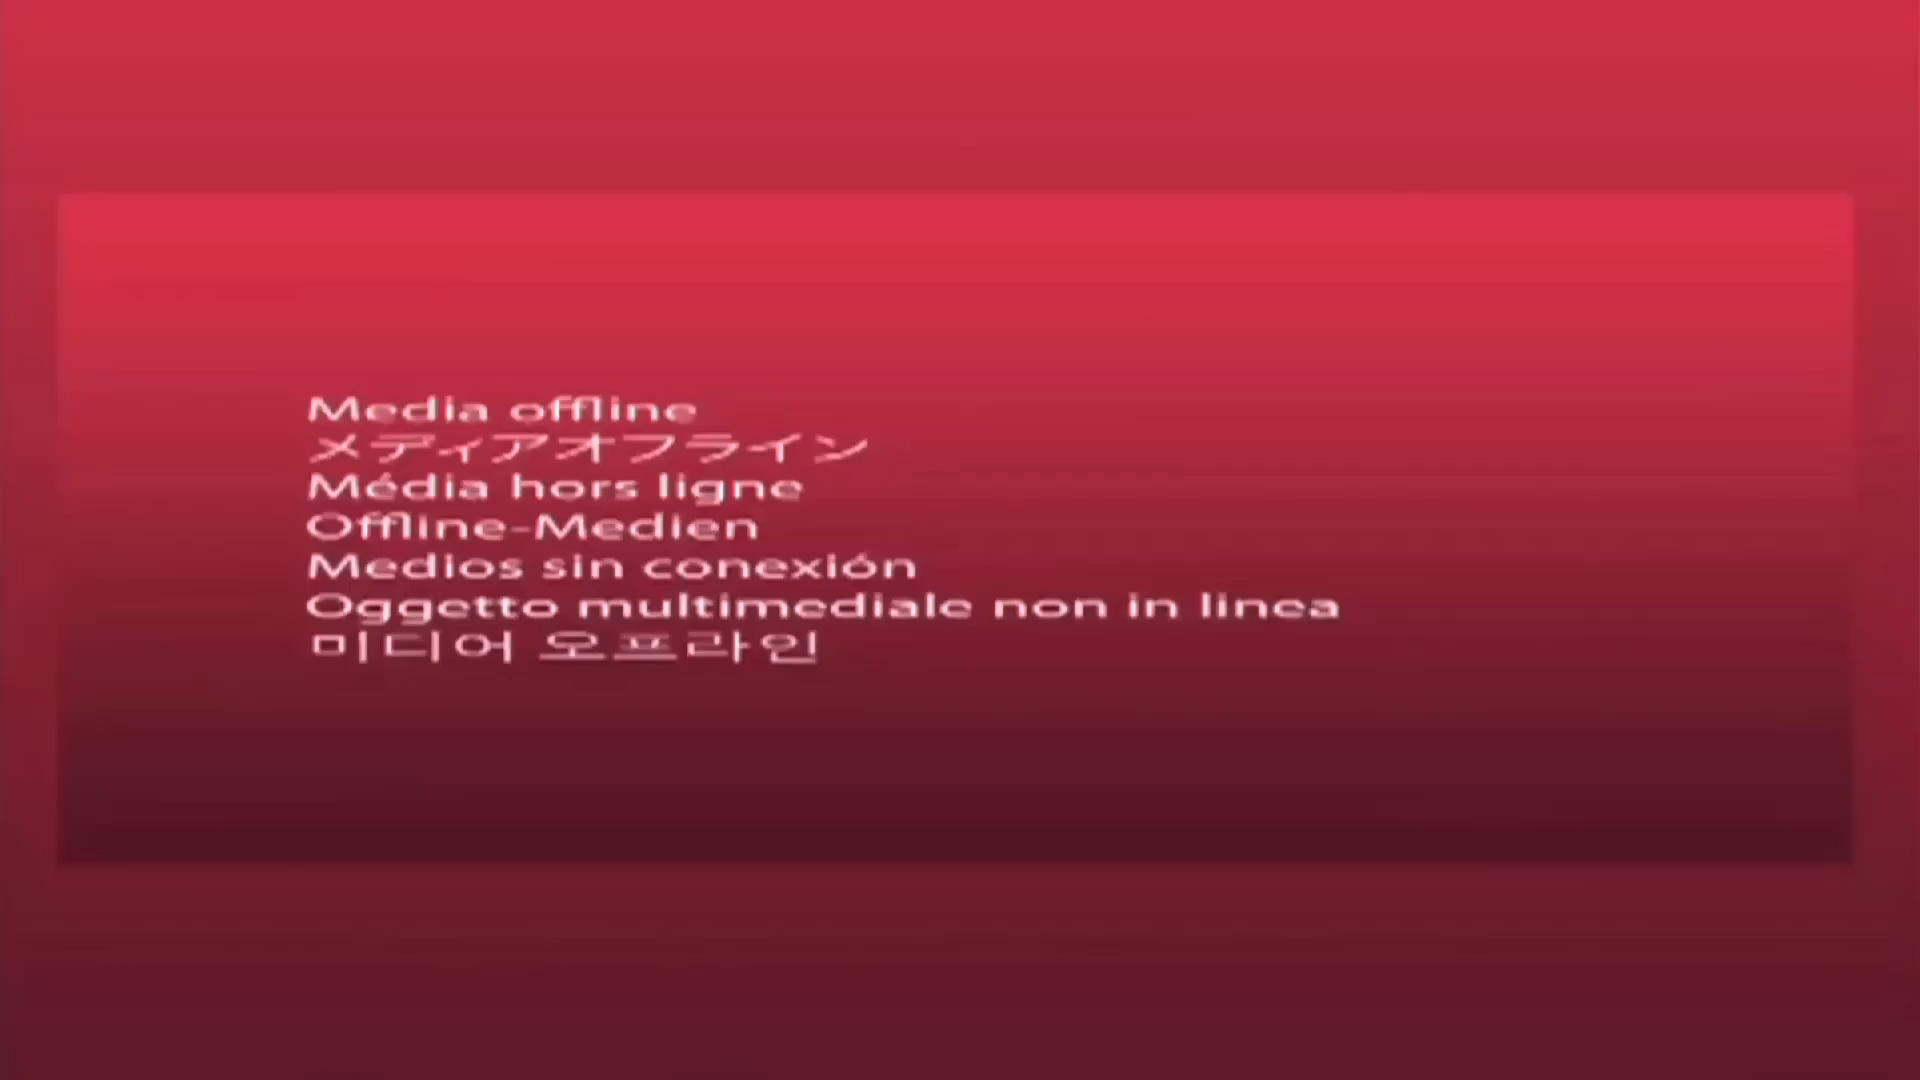 Media offline
メディアオフライン
Média hors ligne
Offline-Medien
Medios sin conexión
Oggetto multimediale non in linea
미디어 오프라인